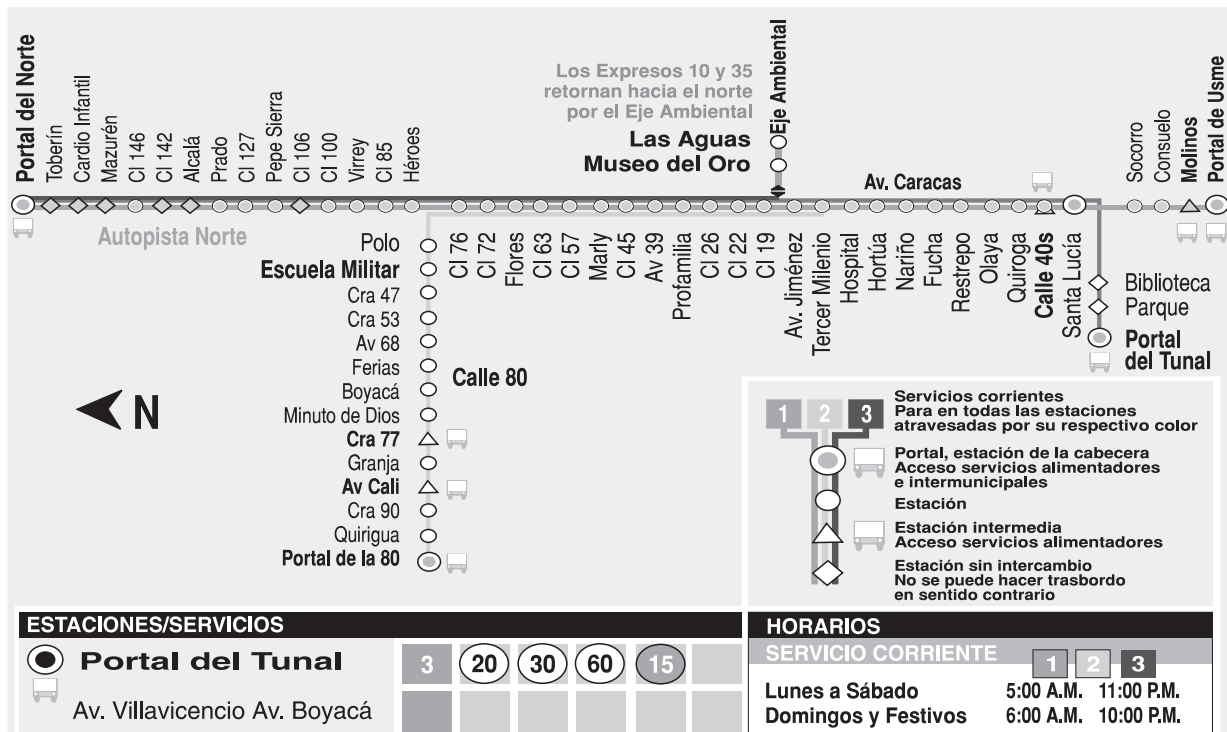 Portal del Norte
Toberín
Cardio Infantil
Mazurén
Cl 146
Cl 142
Alcalá
Prado
Cl 127
Pepe Sierra
Cl 106
Cl 100
Virrey
Cl 85
Héroes
Los Expresos 10 y 35
retornan hacia el norte
por el Eje Ambiental
Eje Ambiental
Las Aguas
Museo del Oro
Av. Caracas
Socorro
Consuelo
Molinos
Portal de Usme
Autopista Norte
Cl 76
Cl 72
Flores
Cl 63
Cl 57
Marly
Cl 45
Av 39
Profamilia
Cl 26
Cl 22
Cl 19
Av. Jiménez
Tercer Milenio
Hospital
Hortúa
Nariño
Fucha
Restrepo
Olaya
Quiroga
Calle 40s
Santa Lucía
Biblioteca
Parque
Portal
del Tunal
Polo
Escuela Militar
Cra 47
Cra 53
Av 68
Ferias
Boyacá
Minuto de Dios
Cra 77
Granja
Av Cali
Cra 90
Quirigua
Portal de la 80
Calle 80
N
1 2 3
Servicios corrientes
Para en todas las estaciones
atravesadas por su respectivo color
Portal, estación de la cabecera
Acceso servicios alimentadores
e intermunicipales
Estación
Estación intermedia
Acceso servicios alimentadores
Estación sin intercambio
No se puede hacer trasbordo
en sentido contrario
ESTACIONES/SERVICIOS
Portal del Tunal 3 20 30 60 15
Av. Villavicencio Av. Boyacá
HORARIOS
SERVICIO CORRIENTE 1 2 3
Lunes a Sábado 5:00 A.M. 11:00 P.M.
Domingos y Festivos 6:00 A.M. 10:00 P.M.